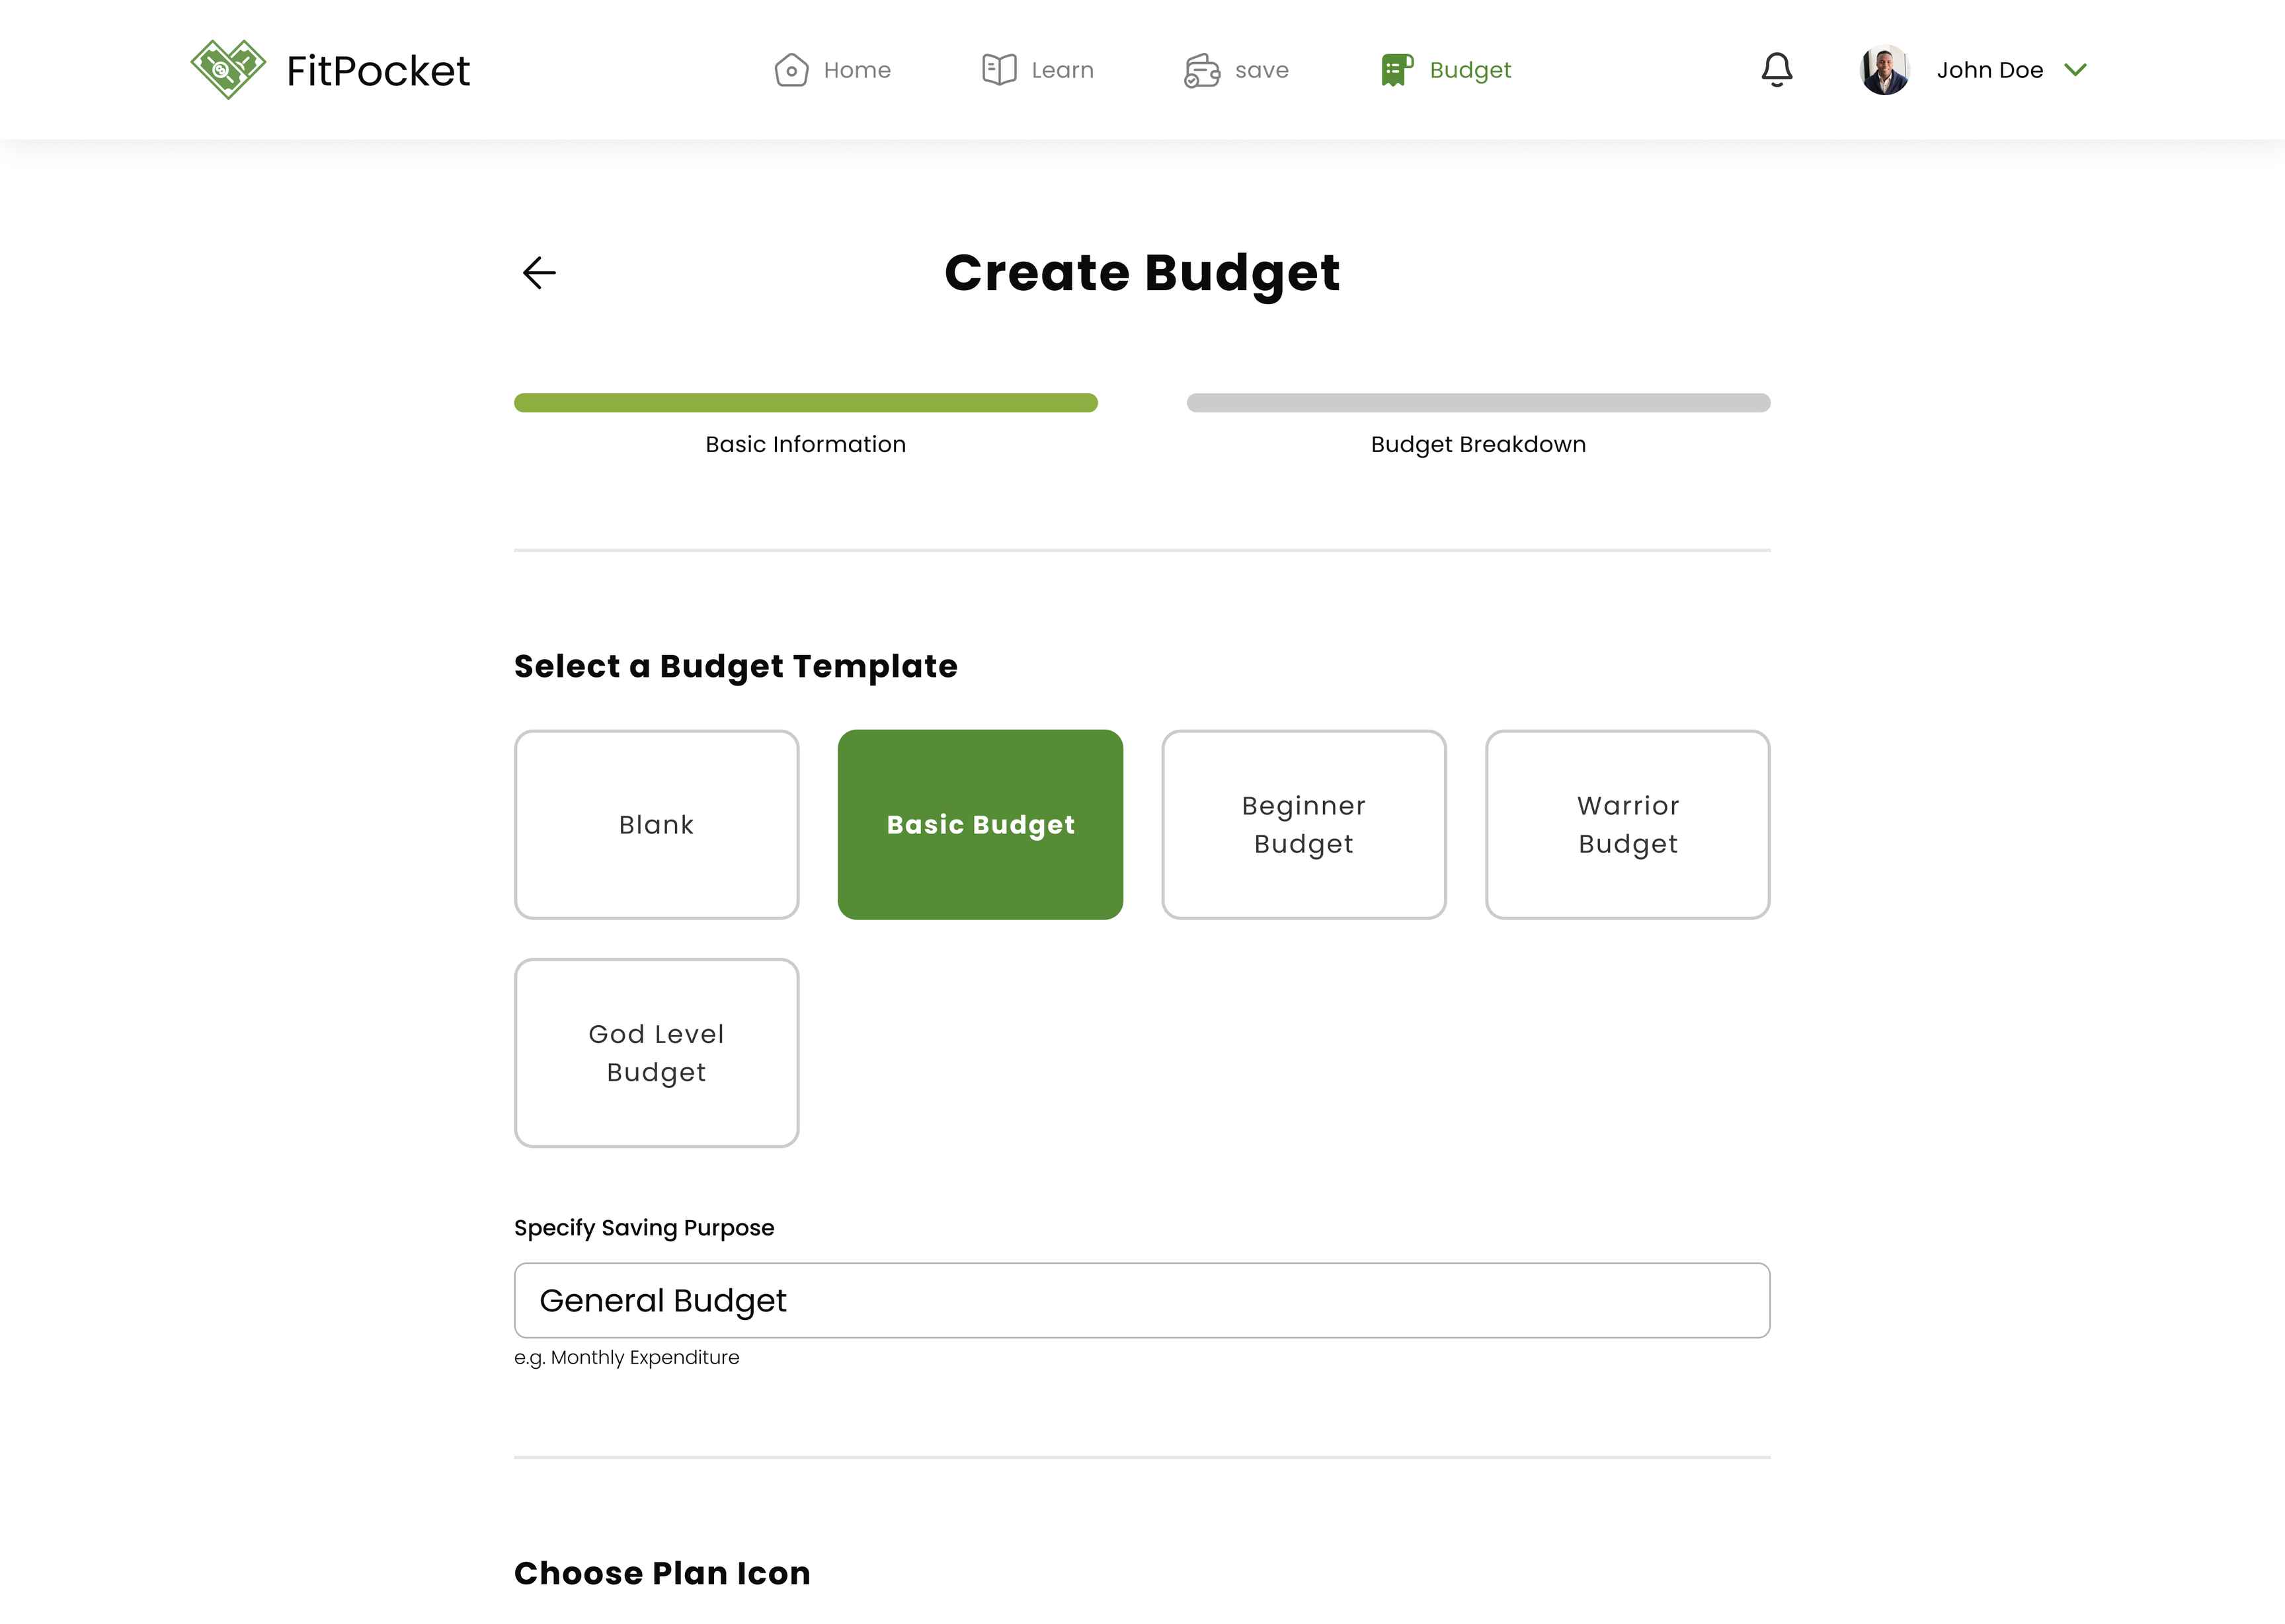 FitPocket
Home
Learn
save
Budget
John Doe
Create Budget
Basic Information
Budget Breakdown
Select a Budget Template
Blank
Basic Budget
Beginner
Budget
Warrior
Budget
God Level
Budget
Specify Saving Purpose
General Budget
e.g. Monthly Expenditure
Choose Plan Icon